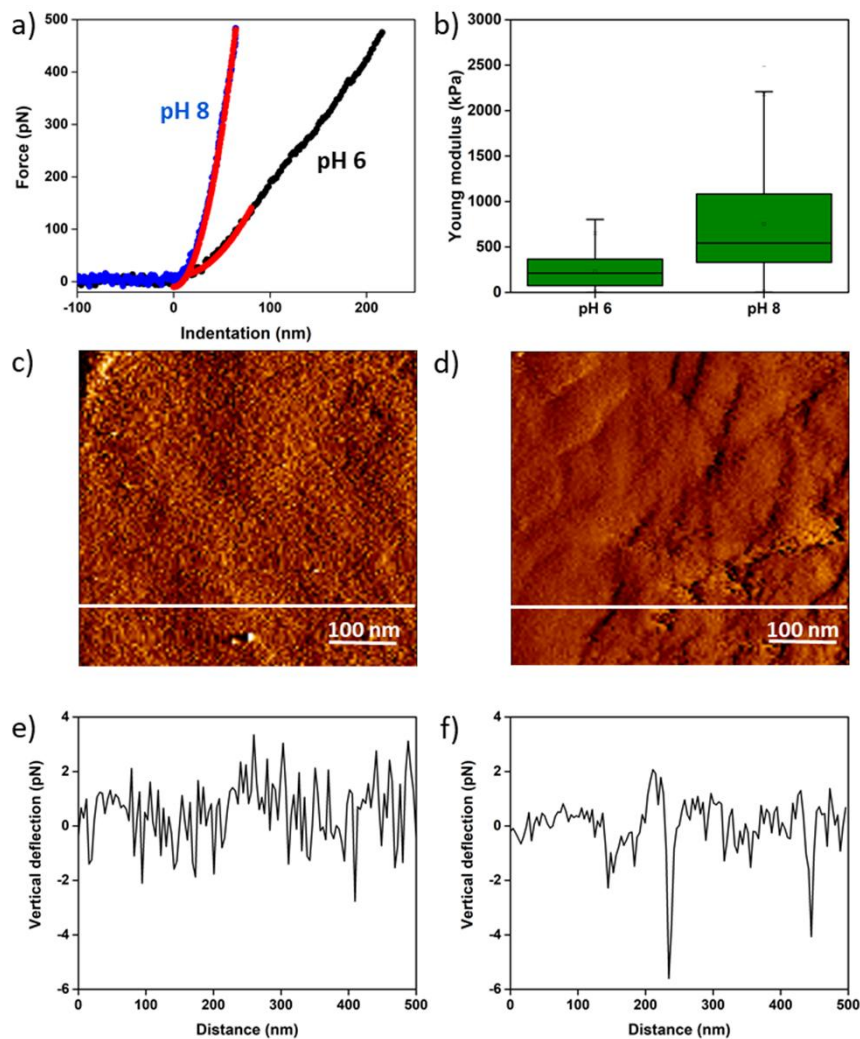 a)
500
400
300
200
100
0
Force (pN)
pH 8
pH 6
-100
0
100
200
Indentation (nm)
b)
3000
2500
2000
1500
1000
500
0
Young modulus (kPa)
pH 6
pH 8
c)
100 nm
d)
100 nm
e)
4
2
0
-2
-4
-6
Vertical deflection (pN)
0
100
200
300
400
500
Distance (nm)
f)
4
2
0
-2
-4
-6
Vertical deflection (pN)
0
100
200
300
400
500
Distance (nm)